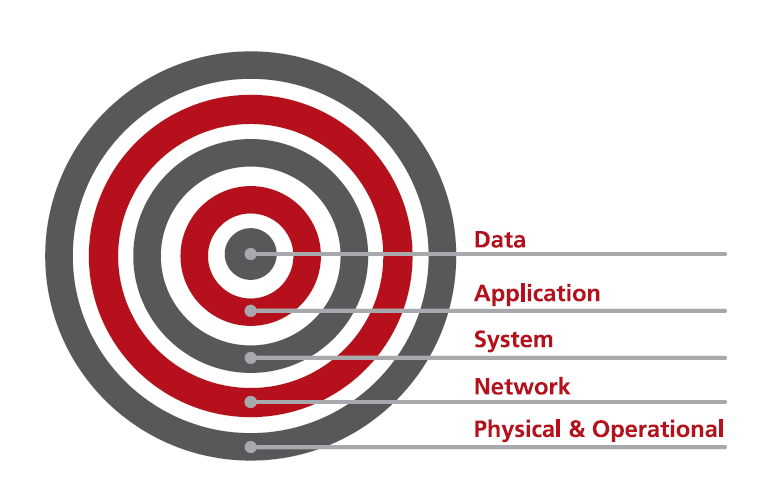 Data
Application
System
Network
Physical & Operational